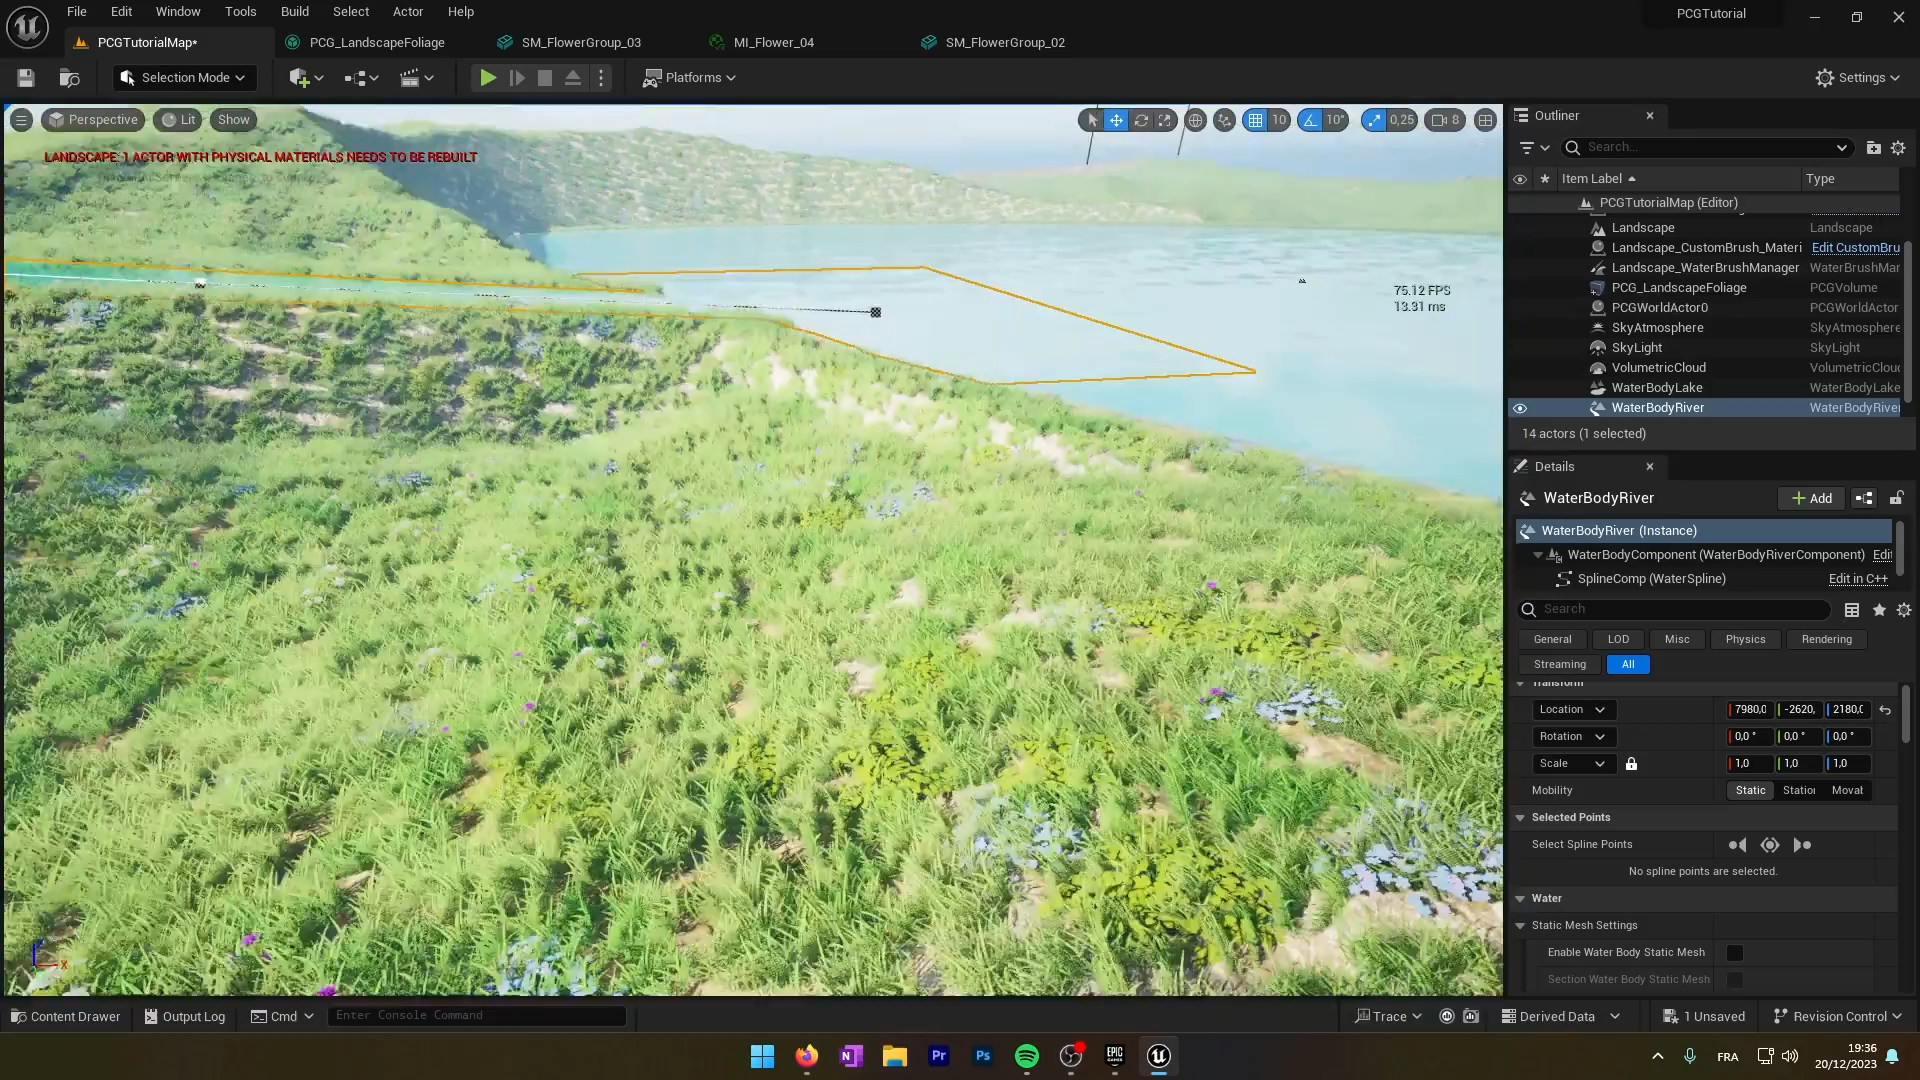 File Edit Window Tools Build Select Actor Help
PCGTutorial
PCGTutorialMap*
PCG_LandscapeFoliage
SM_FlowerGroup_03
MI_Flower_04
SM_FlowerGroup_02
Selection Mode
Platforms
Settings
Perspective
Lit
Show
10
10°
0,25
8
LANDSCAPE: 1 ACTOR WITH PHYSICAL MATERIALS NEEDS TO BE REBUILT
75.12 FPS
13.31 ms
X
Outliner
Search...
Item Label
Type
PCGTutorialMap (Editor)
Landscape Landscape
Landscape_CustomBrush_Materi Edit CustomBru
Landscape_WaterBrushManager WaterBrushMar
PCG_LandscapeFoliage PCGVolume
PCGWorldActor0 PCGWorldActor
SkyAtmosphere SkyAtmosphere
SkyLight SkyLight
VolumetricCloud VolumetricClou
WaterBodyLake WaterBodyLake
WaterBodyRiver WaterBodyRiver
14 actors (1 selected)
Details
WaterBodyRiver
Add
WaterBodyRiver (Instance)
WaterBodyComponent (WaterBodyRiverComponent) Edit
SplineComp (WaterSpline) Edit in C++
Search
General LOD Misc Physics Rendering
Streaming All
Transform
Location 7980,0 -2620, 2180,0
Rotation 0,0 ° 0,0 ° 0,0 °
Scale 1,0 1,0 1,0
Mobility Static Station Movab
Selected Points
Select Spline Points
No spline points are selected.
Water
Static Mesh Settings
Enable Water Body Static Mesh
Section Water Body Static Mesh
Content Drawer
Output Log
Cmd
Enter Console Command
Trace
Derived Data
1 Unsaved
Revision Control
N
Pr
Ps
EPIC
GAMES
FRA
19:36
20/12/2023